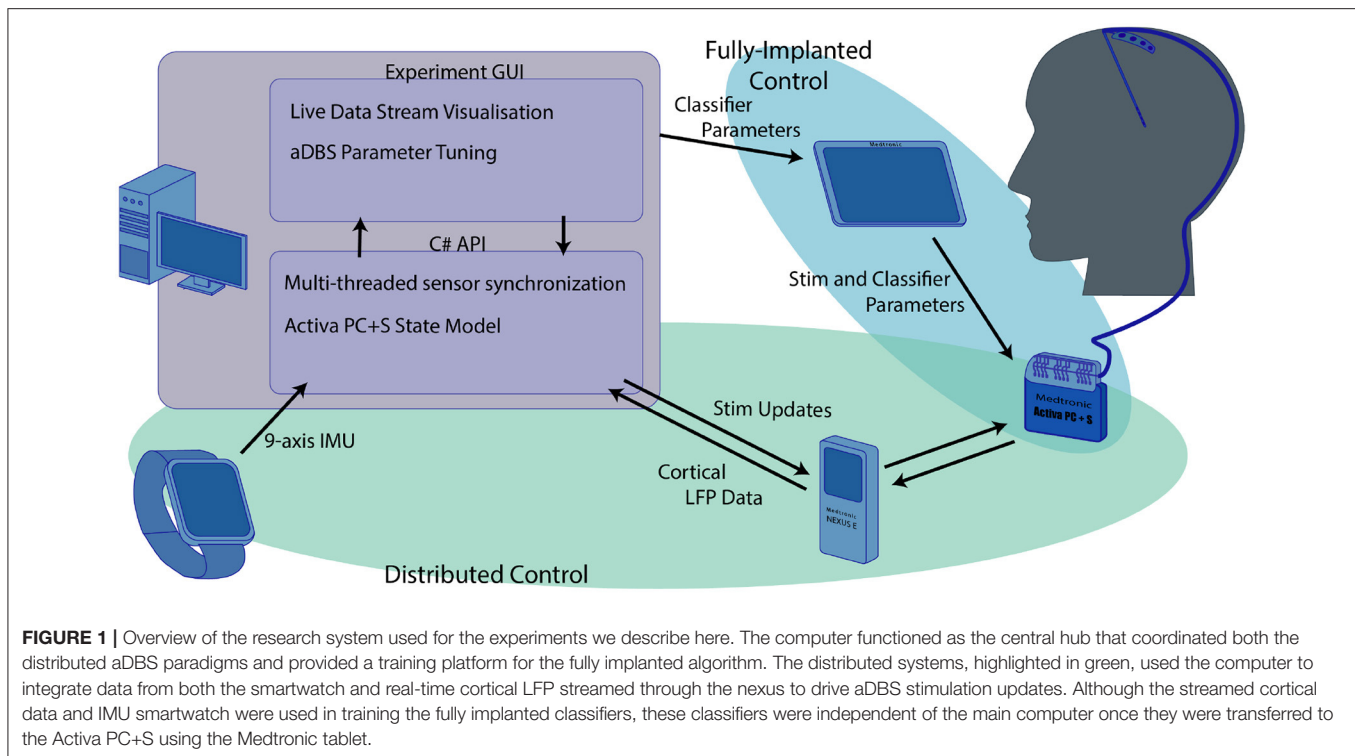 Experiment GUI
Live Data Stream Visualisation
aDBS Parameter Tuning
C# API
Multi-threaded sensor synchronization
Activa PC+S State Model
Fully-Implanted
Control
Classifier
Parameters
Medtronic
Stim and Classifier
Parameters
Medtronic
Activa PC + S
9-axis IMU
Stim Updates
Cortical
LFP Data
Medtronic
NEXUS E
Distributed Control
FIGURE 1 | Overview of the research system used for the experiments we describe here. The computer functioned as the central hub that coordinated both the
distributed aDBS paradigms and provided a training platform for the fully implanted algorithm. The distributed systems, highlighted in green, used the computer to
integrate data from both the smartwatch and real-time cortical LFP streamed through the nexus to drive aDBS stimulation updates. Although the streamed cortical
data and IMU smartwatch were used in training the fully implanted classifiers, these classifiers were independent of the main computer once they were transferred to
the Activa PC+S using the Medtronic tablet.